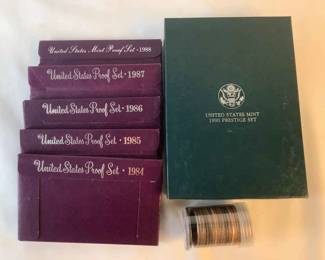 United States Mint Proof Set · 1988
United States Proof Set · 1987
United States Proof Set · 1986
United States Proof Set · 1985
United States Proof Set · 1984
UNITED STATES MINT
1990 PRESTIGE SET